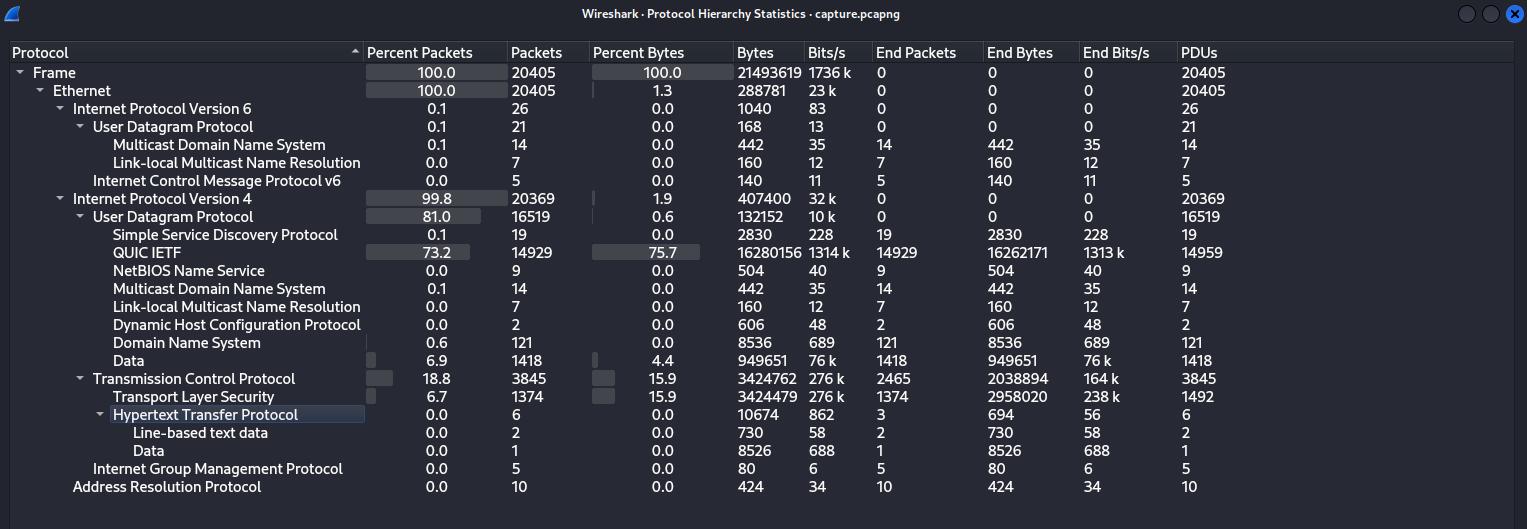 Wireshark · Protocol Hierarchy Statistics · capture.pcapng
Protocol Percent Packets Packets Percent Bytes Bytes Bits/s End Packets End Bytes End Bits/s PDUs
Frame 100.0 20405 100.0 21493619 1736 k 0 0 0 20405
Ethernet 100.0 20405 1.3 288781 23 k 0 0 0 20405
Internet Protocol Version 6 0.1 26 0.0 1040 83 0 0 0 26
User Datagram Protocol 0.1 21 0.0 168 13 0 0 0 21
Multicast Domain Name System 0.1 14 0.0 442 35 14 442 35 14
Link-local Multicast Name Resolution 0.0 7 0.0 160 12 7 160 12 7
Internet Control Message Protocol v6 0.0 5 0.0 140 11 5 140 11 5
Internet Protocol Version 4 99.8 20369 1.9 407400 32 k 0 0 0 20369
User Datagram Protocol 81.0 16519 0.6 132152 10 k 0 0 0 16519
Simple Service Discovery Protocol 0.1 19 0.0 2830 228 19 2830 228 19
QUIC IETF 73.2 14929 75.7 16280156 1314 k 14929 16262171 1313 k 14959
NetBIOS Name Service 0.0 9 0.0 504 40 9 504 40 9
Multicast Domain Name System 0.1 14 0.0 442 35 14 442 35 14
Link-local Multicast Name Resolution 0.0 7 0.0 160 12 7 160 12 7
Dynamic Host Configuration Protocol 0.0 2 0.0 606 48 2 606 48 2
Domain Name System 0.6 121 0.0 8536 689 121 8536 689 121
Data 6.9 1418 4.4 949651 76 k 1418 949651 76 k 1418
Transmission Control Protocol 18.8 3845 15.9 3424762 276 k 2465 2038894 164 k 3845
Transport Layer Security 6.7 1374 15.9 3424479 276 k 1374 2958020 238 k 1492
Hypertext Transfer Protocol 0.0 6 0.0 10674 862 3 694 56 6
Line-based text data 0.0 2 0.0 730 58 2 730 58 2
Data 0.0 1 0.0 8526 688 1 8526 688 1
Internet Group Management Protocol 0.0 5 0.0 80 6 5 80 6 5
Address Resolution Protocol 0.0 10 0.0 424 34 10 424 34 10